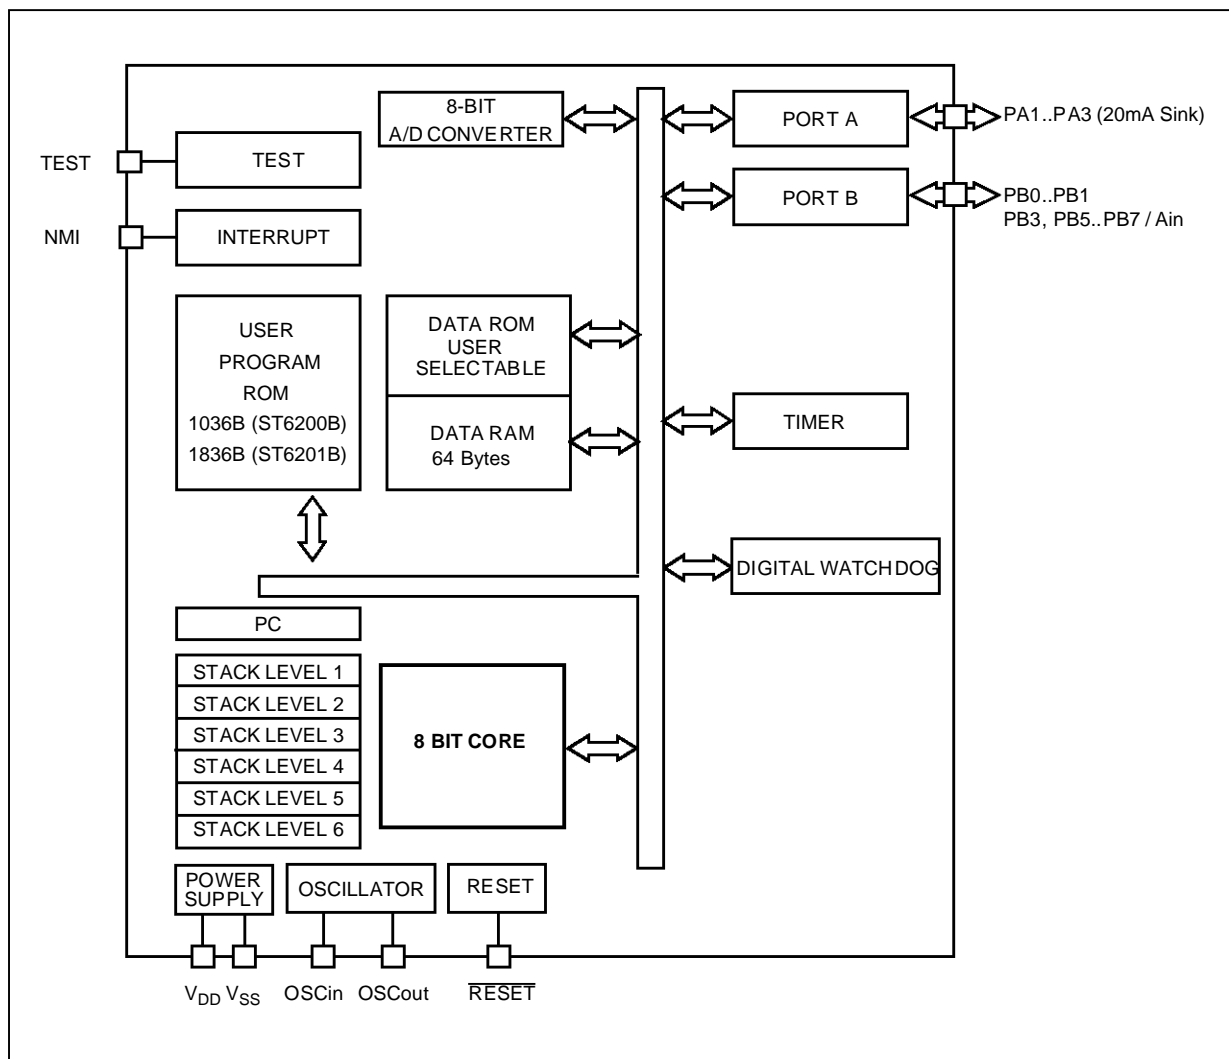 8-BIT
A/D CONVERTER
PORT A
PA1..PA3 (20mA Sink)
TEST
TEST
PORT B
PB0..PB1
PB3, PB5..PB7 / Ain
NMI
INTERRUPT
USER
PROGRAM
ROM
1036B (ST6200B)
1836B (ST6201B)
DATA ROM
USER
SELECTABLE
DATA RAM
64 Bytes
TIMER
DIGITAL WATCHDOG
PC
STACK LEVEL 1
STACK LEVEL 2
STACK LEVEL 3
STACK LEVEL 4
STACK LEVEL 5
STACK LEVEL 6
8 BIT CORE
POWER
SUPPLY
OSCILLATOR
RESET
VDD VSS OSCin OSCout RESET